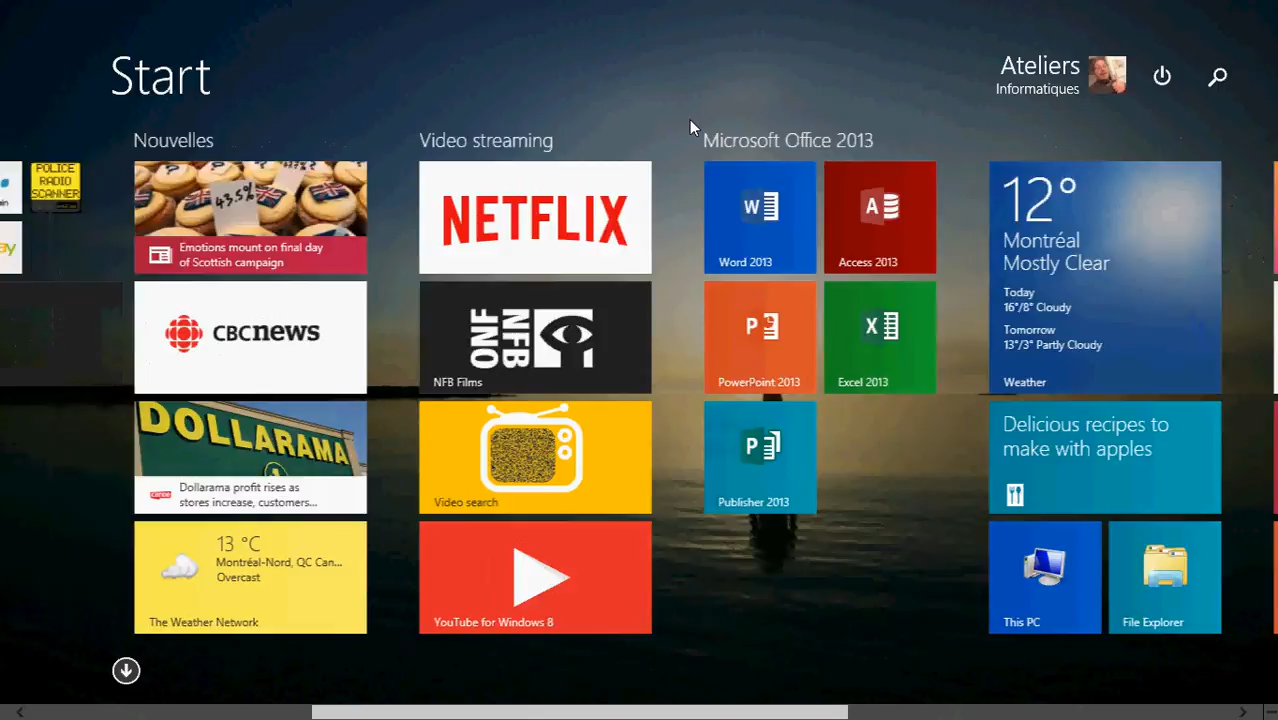 Start
Ateliers
Informatiques
Nouvelles
Video streaming
Microsoft Office 2013
POLICE
RADIO
SCANNER
43.5%
Emotions mount on final day
of Scottish campaign
NETFLIX
Word 2013
Access 2013
12°
Montréal
Mostly Clear
Today
16°/8° Cloudy
Tomorrow
13°/3° Partly Cloudy
Weather
CBCNEWS
ONF
NFB
NFB Films
PowerPoint 2013
Excel 2013
DOLLARAMA
Dollarama profit rises as
stores increase, customers...
Video search
Publisher 2013
Delicious recipes to
make with apples
13 °C
Montréal-Nord, QC Can...
Overcast
The Weather Network
YouTube for Windows 8
This PC
File Explorer